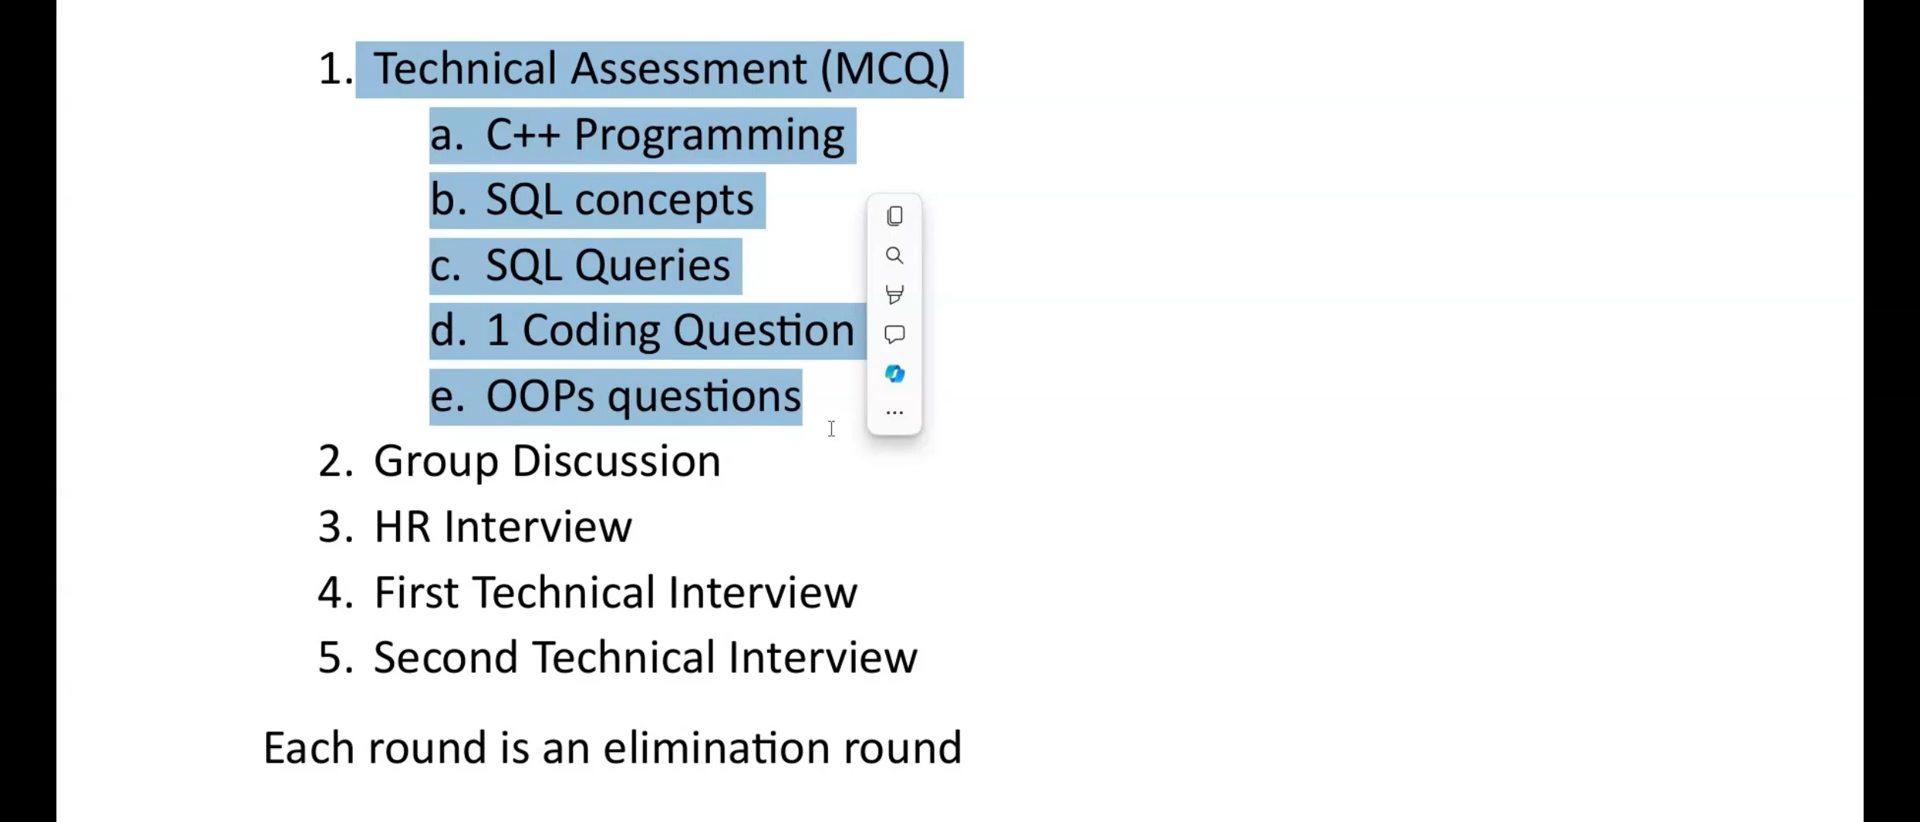 1. Technical Assessment (MCQ)
a. C++ Programming
b. SQL concepts
c. SQL Queries
d. 1 Coding Question
e. OOPs questions
2. Group Discussion
3. HR Interview
4. First Technical Interview
5. Second Technical Interview
Each round is an elimination round